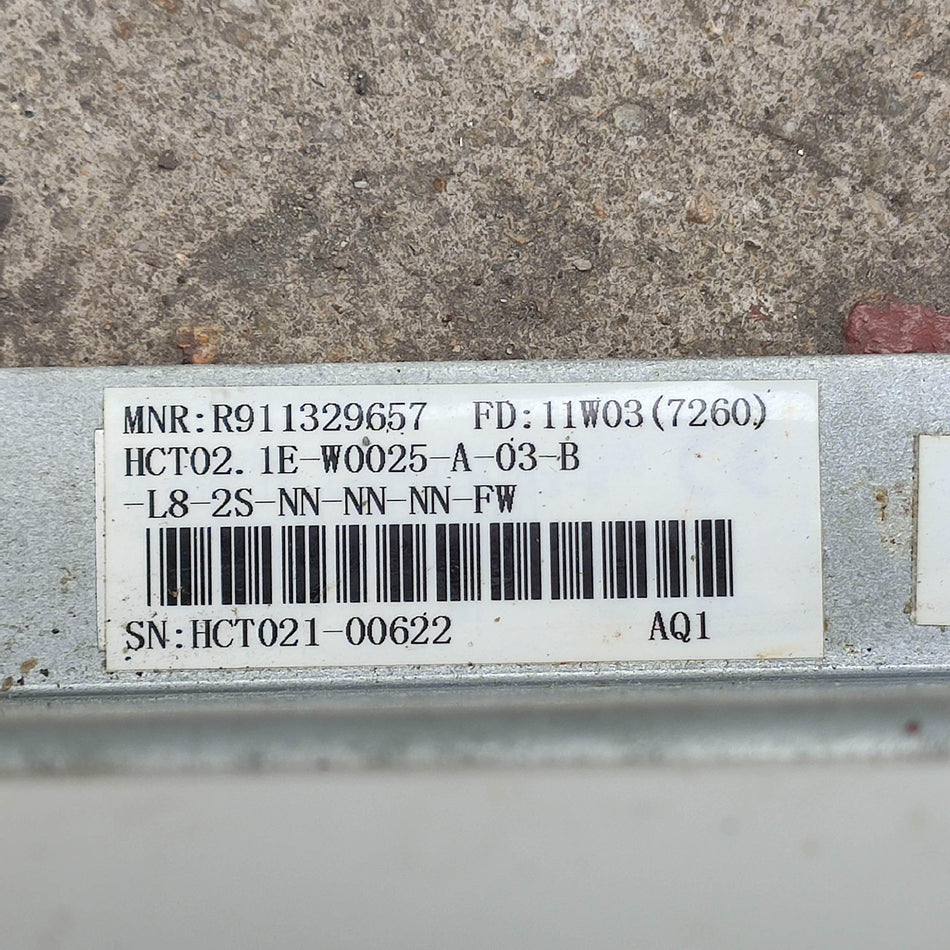 MNR:R911329657 FD:11W03(7260)
HCT02.1E-W0025-A-03-B
-L8-2S-NN-NN-NN-FW
SN:HCT021-00622 AQ1